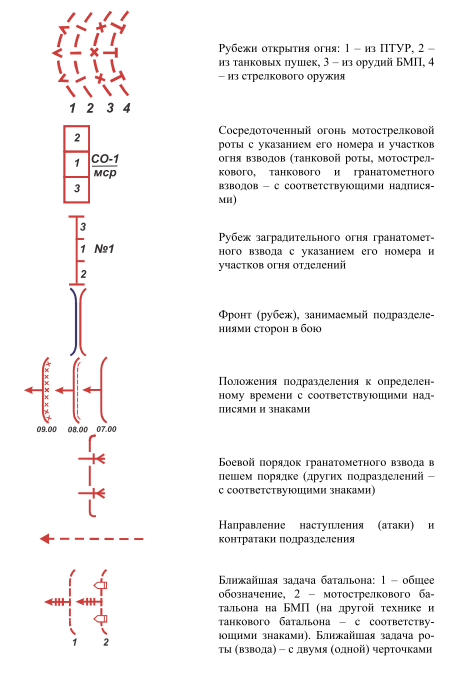 Рубежи открытия огня: 1 – из ПТУР, 2 –
из танковых пушек, 3 – из орудий БМП, 4
– из стрелкового оружия
1 2 3 4
Сосредоточенный огонь мотострелковой
роты с указанием его номера и участков
огня взводов (танковой роты, мотострел-
кового, танкового и гранатометного
взводов – с соответствующими надпися-
ми)
2
1
3
СО-1
мср
Рубеж заградительного огня гранатомет-
ного взвода с указанием его номера и
участков огня отделений
3
1
2
№1
Фронт (рубеж), занимаемый подразделе-
ниями сторон в бою
Положения подразделения к определен-
ному времени с соответствующими над-
писями и знаками
09.00 08.00 07.00
Боевой порядок гранатометного взвода в
пешем порядке (других подразделений –
с соответствующими знаками)
Направление наступления (атаки) и
контратаки подразделения
Ближайшая задача батальона: 1 – общее
обозначение, 2 – мотострелкового ба-
тальона на БМП (на другой технике и
танкового батальона – с соответству-
ющими знаками). Ближайшая задача ро-
ты (взвода) – с двумя (одной) черточками
1 2